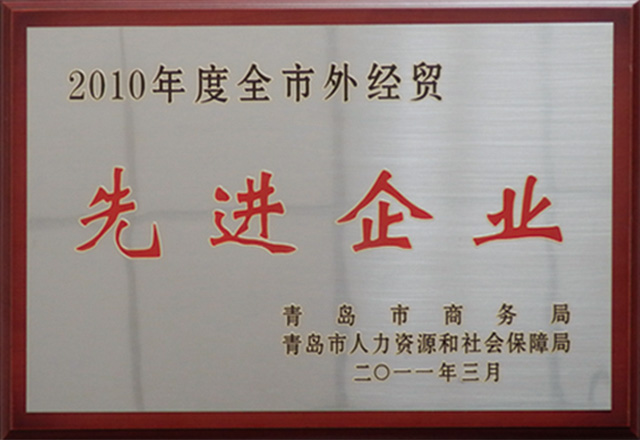 2010年度全市外经贸
先进企业
青岛市商务局
青岛市人力资源和社会保障局
二〇一一年三月